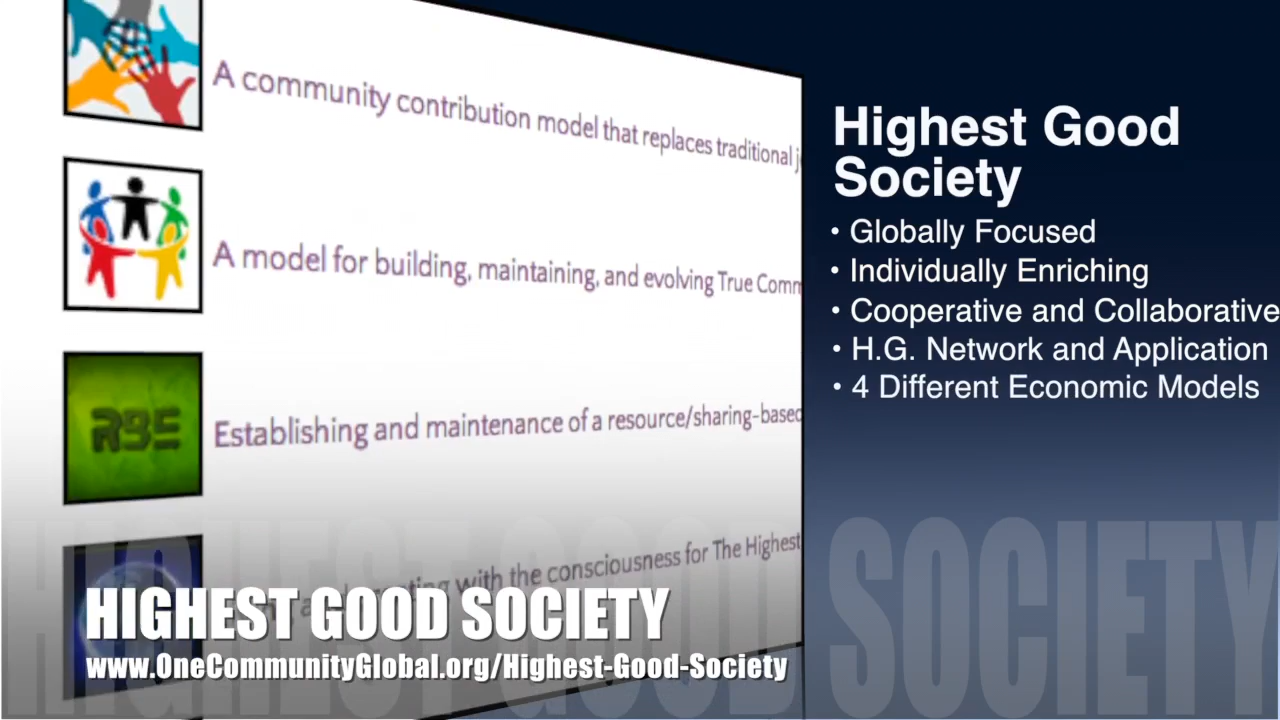 A community contribution model that replaces traditional
A model for building, maintaining, and evolving True
RBE
Establishing and maintenance of a resource/sharing-based
with the consciousness for The Highest
Highest Good
Society
• Globally Focused
• Individually Enriching
• Cooperative and Collaborative
• H.G. Network and Application
• 4 Different Economic Models
HIGHEST GOOD SOCIETY
HIGHEST GOOD SOCIETY
www.OneCommunityGlobal.org/Highest-Good-Society